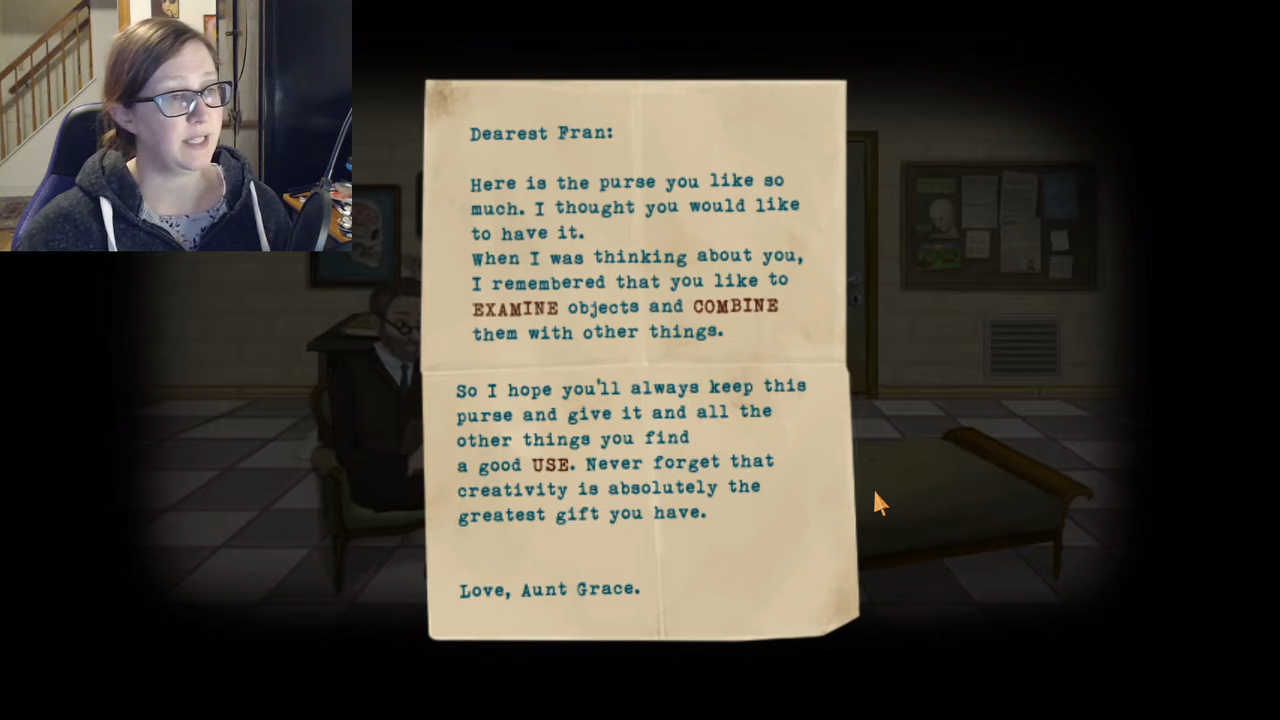 Dearest Fran:
Here is the purse you like so
much. I thought you would like
to have it.
When I was thinking about you,
I remembered that you like to
EXAMINE objects and COMBINE
them with other things.
So I hope you'll always keep this
purse and give it and all the
other things you find
a good USE. Never forget that
creativity is absolutely the
greatest gift you have.
Love, Aunt Grace.